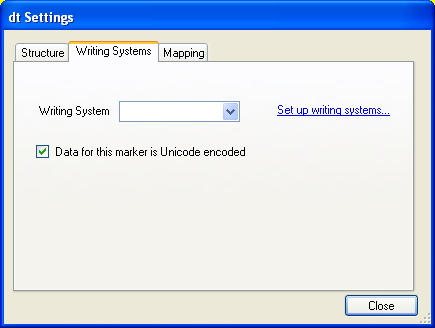 dt Settings
Structure Writing Systems Mapping
Writing System Set up writing systems...
Data for this marker is Unicode encoded
Close